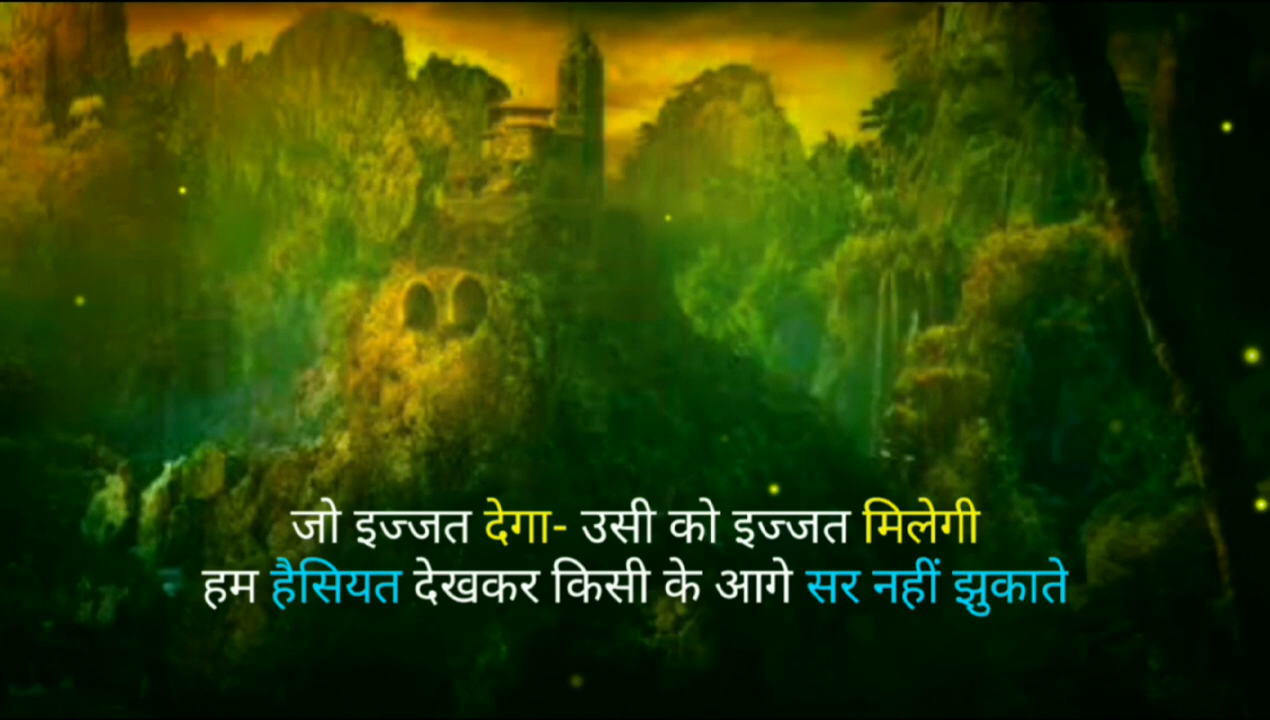 जो इज्जत देगा- उसी को इज्जत मिलेगी
हम हैसियत देखकर किसी के आगे सर नहीं झुकाते